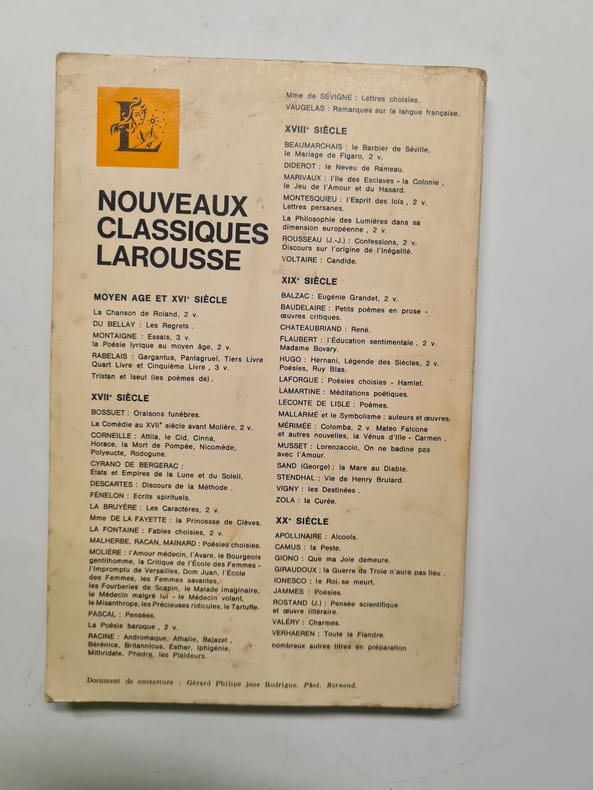 L
NOUVEAUX
CLASSIQUES
LAROUSSE
MOYEN AGE ET XVIe SIÈCLE
La Chanson de Roland, 2 v.
DU BELLAY : Les Regrets .
MONTAIGNE : Essais, 3 v.
la Poésie lyrique au moyen âge, 2 v.
RABELAIS : Gargantua, Pantagruel, Tiers Livre
Quart Livre et Cinquième Livre , 3 v.
Tristan et Iseut (les poèmes de).
XVIIe SIÈCLE
BOSSUET : Oraisons funèbres.
La Comédie au XVIIe siècle avant Molière, 2 v.
CORNEILLE : Attila, le Cid, Cinna,
Horace, la Mort de Pompée, Nicomède,
Polyeucte, Rodogune.
CYRANO DE BERGERAC :
États et Empires de la Lune et du Soleil.
DESCARTES : Discours de la Méthode .
FÉNELON : Ecrits spirituels.
LA BRUYÈRE : Les Caractères, 2 v.
Mme DE LA FAYETTE : la Princesse de Clèves.
LA FONTAINE : Fables choisies, 2 v.
MALHERBE, RACAN, MAINARD : Poésies choisies.
MOLIÈRE : l'Amour médecin, l'Avare, le Bourgeois
gentilhomme, la Critique de l'École des Femmes -
l'Impromptu de Versailles, Dom Juan, l'École
des Femmes, les Femmes savantes,
les Fourberies de Scapin, le Malade imaginaire,
le Médecin malgré lui - le Médecin volant,
le Misanthrope, les Précieuses ridicules, le Tartuffe.
PASCAL : Pensées.
La Poésie baroque , 2 v.
RACINE : Andromaque, Athalie, Bajazet ,
Bérénice, Britannicus, Esther, Iphigénie,
Mithridate, Phèdre, les Plaideurs.
Mme de SÉVIGNÉ : Lettres choisies.
VAUGELAS : Remarques sur la langue française.
XVIIIe SIÈCLE
BEAUMARCHAIS : le Barbier de Séville,
le Mariage de Figaro, 2 v.
DIDEROT : le Neveu de Rameau.
MARIVAUX : l'Ile des Esclaves - la Colonie ,
le Jeu de l'Amour et du Hasard.
MONTESQUIEU : l'Esprit des lois , 2 v.
Lettres persanes.
La Philosophie des Lumières dans sa
dimension européenne , 2 v.
ROUSSEAU (J.-J.) : Confessions, 2 v.
Discours sur l'origine de l'Inégalité.
VOLTAIRE : Candide.
XIXe SIÈCLE
BALZAC : Eugénie Grandet, 2 v.
BAUDELAIRE : Petits poèmes en prose -
œuvres critiques.
CHATEAUBRIAND : René.
FLAUBERT : l'Éducation sentimentale , 2 v.
Madame Bovary.
HUGO : Hernani, Légende des Siècles, 2 v.
Poésies, Ruy Blas.
LAFORGUE : Poésies choisies - Hamlet.
LAMARTINE : Méditations poétiques.
LECONTE DE LISLE : Poèmes.
MALLARMÉ et le Symbolisme : auteurs et œuvres.
MÉRIMÉE : Colomba, 2 v. Mateo Falcone
et autres nouvelles, la Vénus d'Ille - Carmen .
MUSSET : Lorenzaccio, On ne badine pas
avec l'Amour.
SAND (George) : la Mare au Diable.
STENDHAL : Vie de Henry Brulard.
VIGNY : les Destinées .
ZOLA : la Curée.
XXe SIÈCLE
APOLLINAIRE : Alcools.
CAMUS : la Peste.
GIONO : Que ma Joie demeure.
GIRAUDOUX : la Guerre de Troie n'aura pas lieu .
IONESCO : le Roi se meurt.
JAMMES : Poésies.
ROSTAND (J.) : Pensée scientifique
et œuvre littéraire.
VALÉRY : Charmes.
VERHAEREN : Toute la Flandre.
nombreux autres titres en préparation
Document de couverture : Gérard Philipe joue Rodrigue. Phot. Bernand.